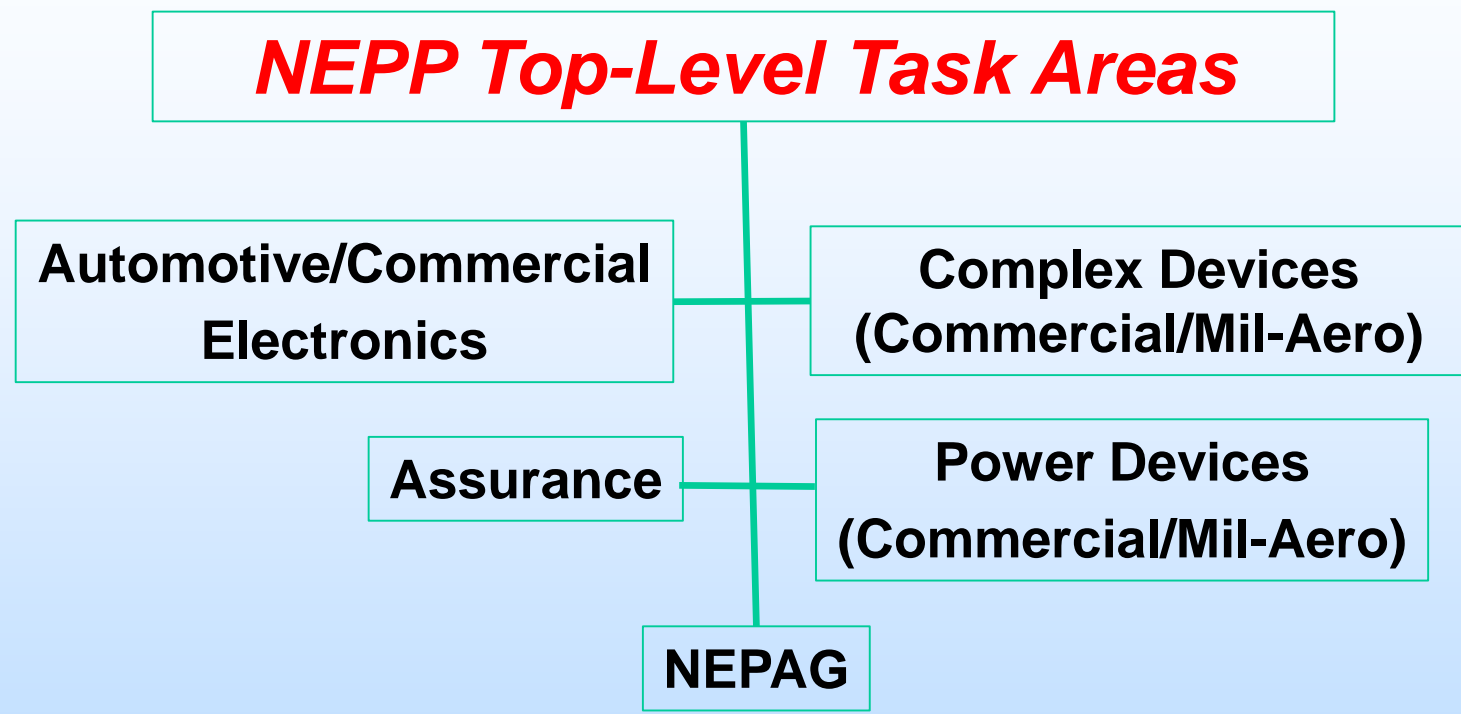 NEPP Top-Level Task Areas
Automotive/Commercial
Electronics
Complex Devices
(Commercial/Mil-Aero)
Assurance
Power Devices
(Commercial/Mil-Aero)
NEPAG